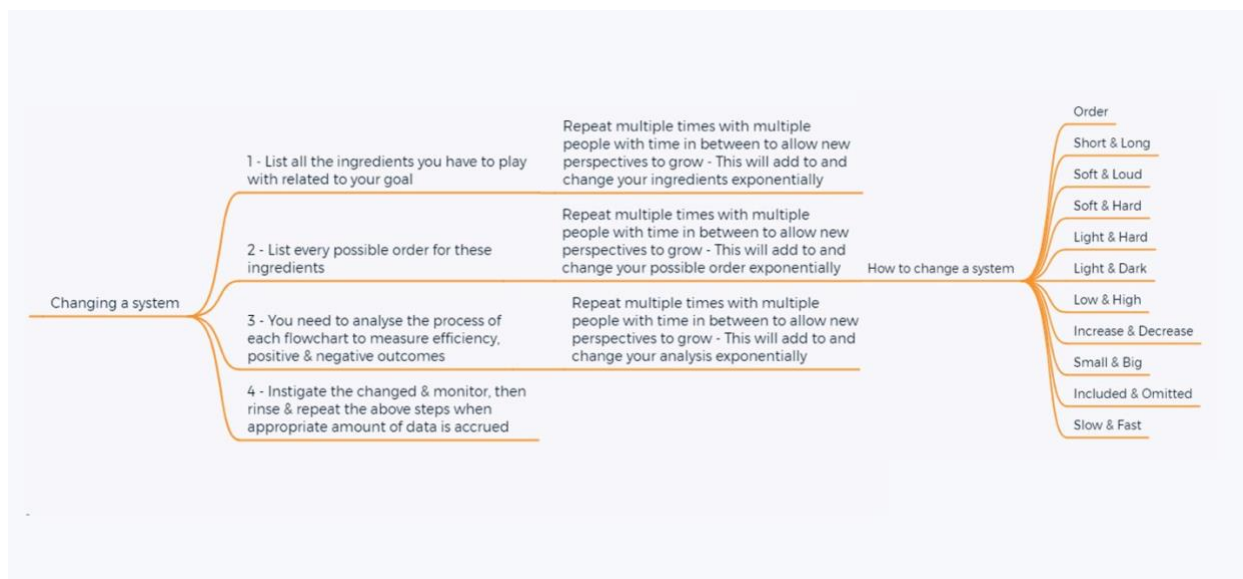 Changing a system
1 - List all the ingredients you have to play
with related to your goal
Repeat multiple times with multiple
people with time in between to allow new
perspectives to grow - This will add to and
change your ingredients exponentially
2 - List every possible order for these
ingredients
Repeat multiple times with multiple
people with time in between to allow new
perspectives to grow - This will add to and
change your possible order exponentially
How to change a system
Order
Short & Long
Soft & Loud
Soft & Hard
Light & Hard
Light & Dark
Low & High
Increase & Decrease
Small & Big
Included & Omitted
Slow & Fast
3 - You need to analyse the process of
each flowchart to measure efficiency,
positive & negative outcomes
Repeat multiple times with multiple
people with time in between to allow new
perspectives to grow - This will add to and
change your analysis exponentially
4 - Instigate the changed & monitor, then
rinse & repeat the above steps when
appropriate amount of data is accrued